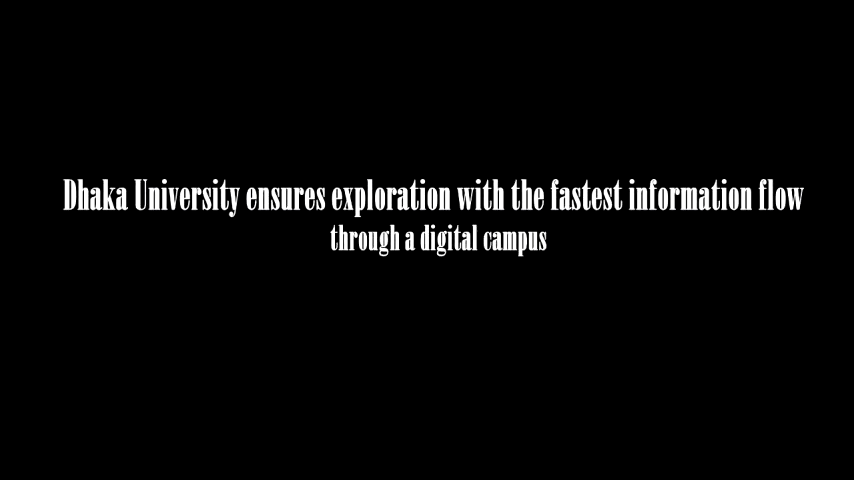 Dhaka University ensures exploration with the fastest information flow
through a digital campus